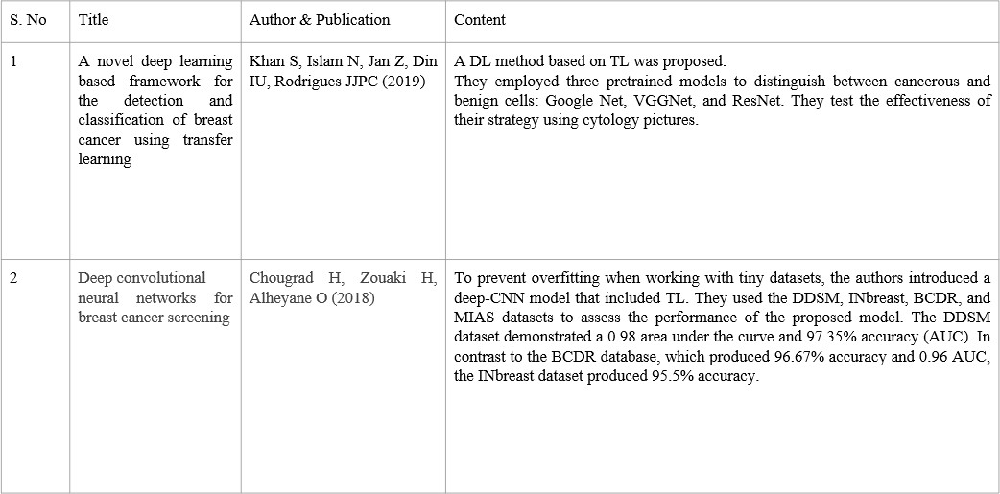 S. No
Title
Author & Publication
Content
1
A novel deep learning
based framework for
the detection and
classification of breast
cancer using transfer
learning
Khan S, Islam N, Jan Z, Din
IU, Rodrigues JJPC (2019)
A DL method based on TL was proposed.
They employed three pretrained models to distinguish between cancerous and
benign cells: Google Net, VGGNet, and ResNet. They test the effectiveness of
their strategy using cytology pictures.
2
Deep convolutional
neural networks for
breast cancer screening
Chougrad H, Zouaki H,
Alheyane O (2018)
To prevent overfitting when working with tiny datasets, the authors introduced a
deep-CNN model that included TL. They used the DDSM, INbreast, BCDR, and
MIAS datasets to assess the performance of the proposed model. The DDSM
dataset demonstrated a 0.98 area under the curve and 97.35% accuracy (AUC). In
contrast to the BCDR database, which produced 96.67% accuracy and 0.96 AUC,
the INbreast dataset produced 95.5% accuracy.